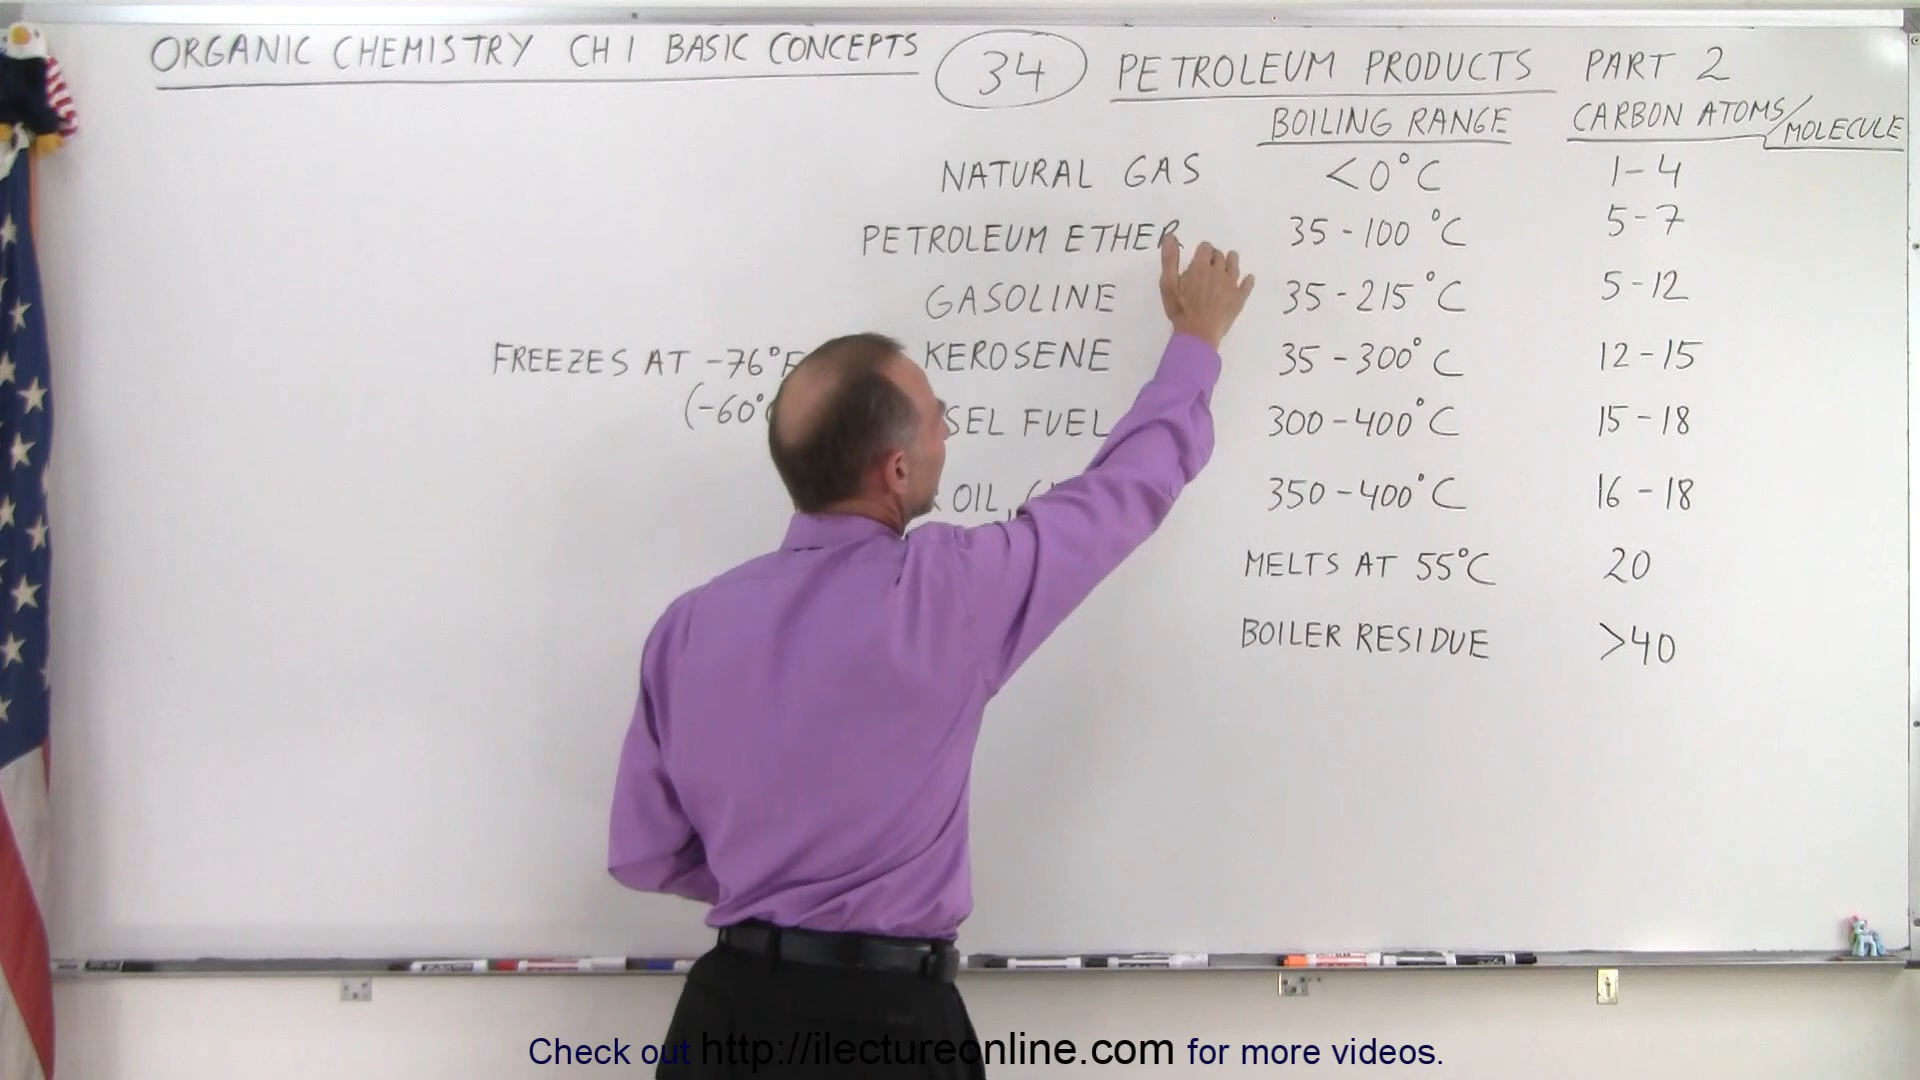 ORGANIC CHEMISTRY CH 1 BASIC CONCEPTS 34 PETROLEUM PRODUCTS PART 2
BOILING RANGE CARBON ATOMS/MOLECULE
NATURAL GAS <0°C 1-4
PETROLEUM ETHER 35-100 °C 5-7
GASOLINE 35-215 °C 5-12
FREEZES AT -76°F KEROSENE 35-300°C 12-15
(-60° SEL FUEL 300-400°C 15-18
OIL, 350-400°C 16-18
MELTS AT 55°C 20
BOILER RESIDUE >40
Check out http://ilectureonline.com for more videos.